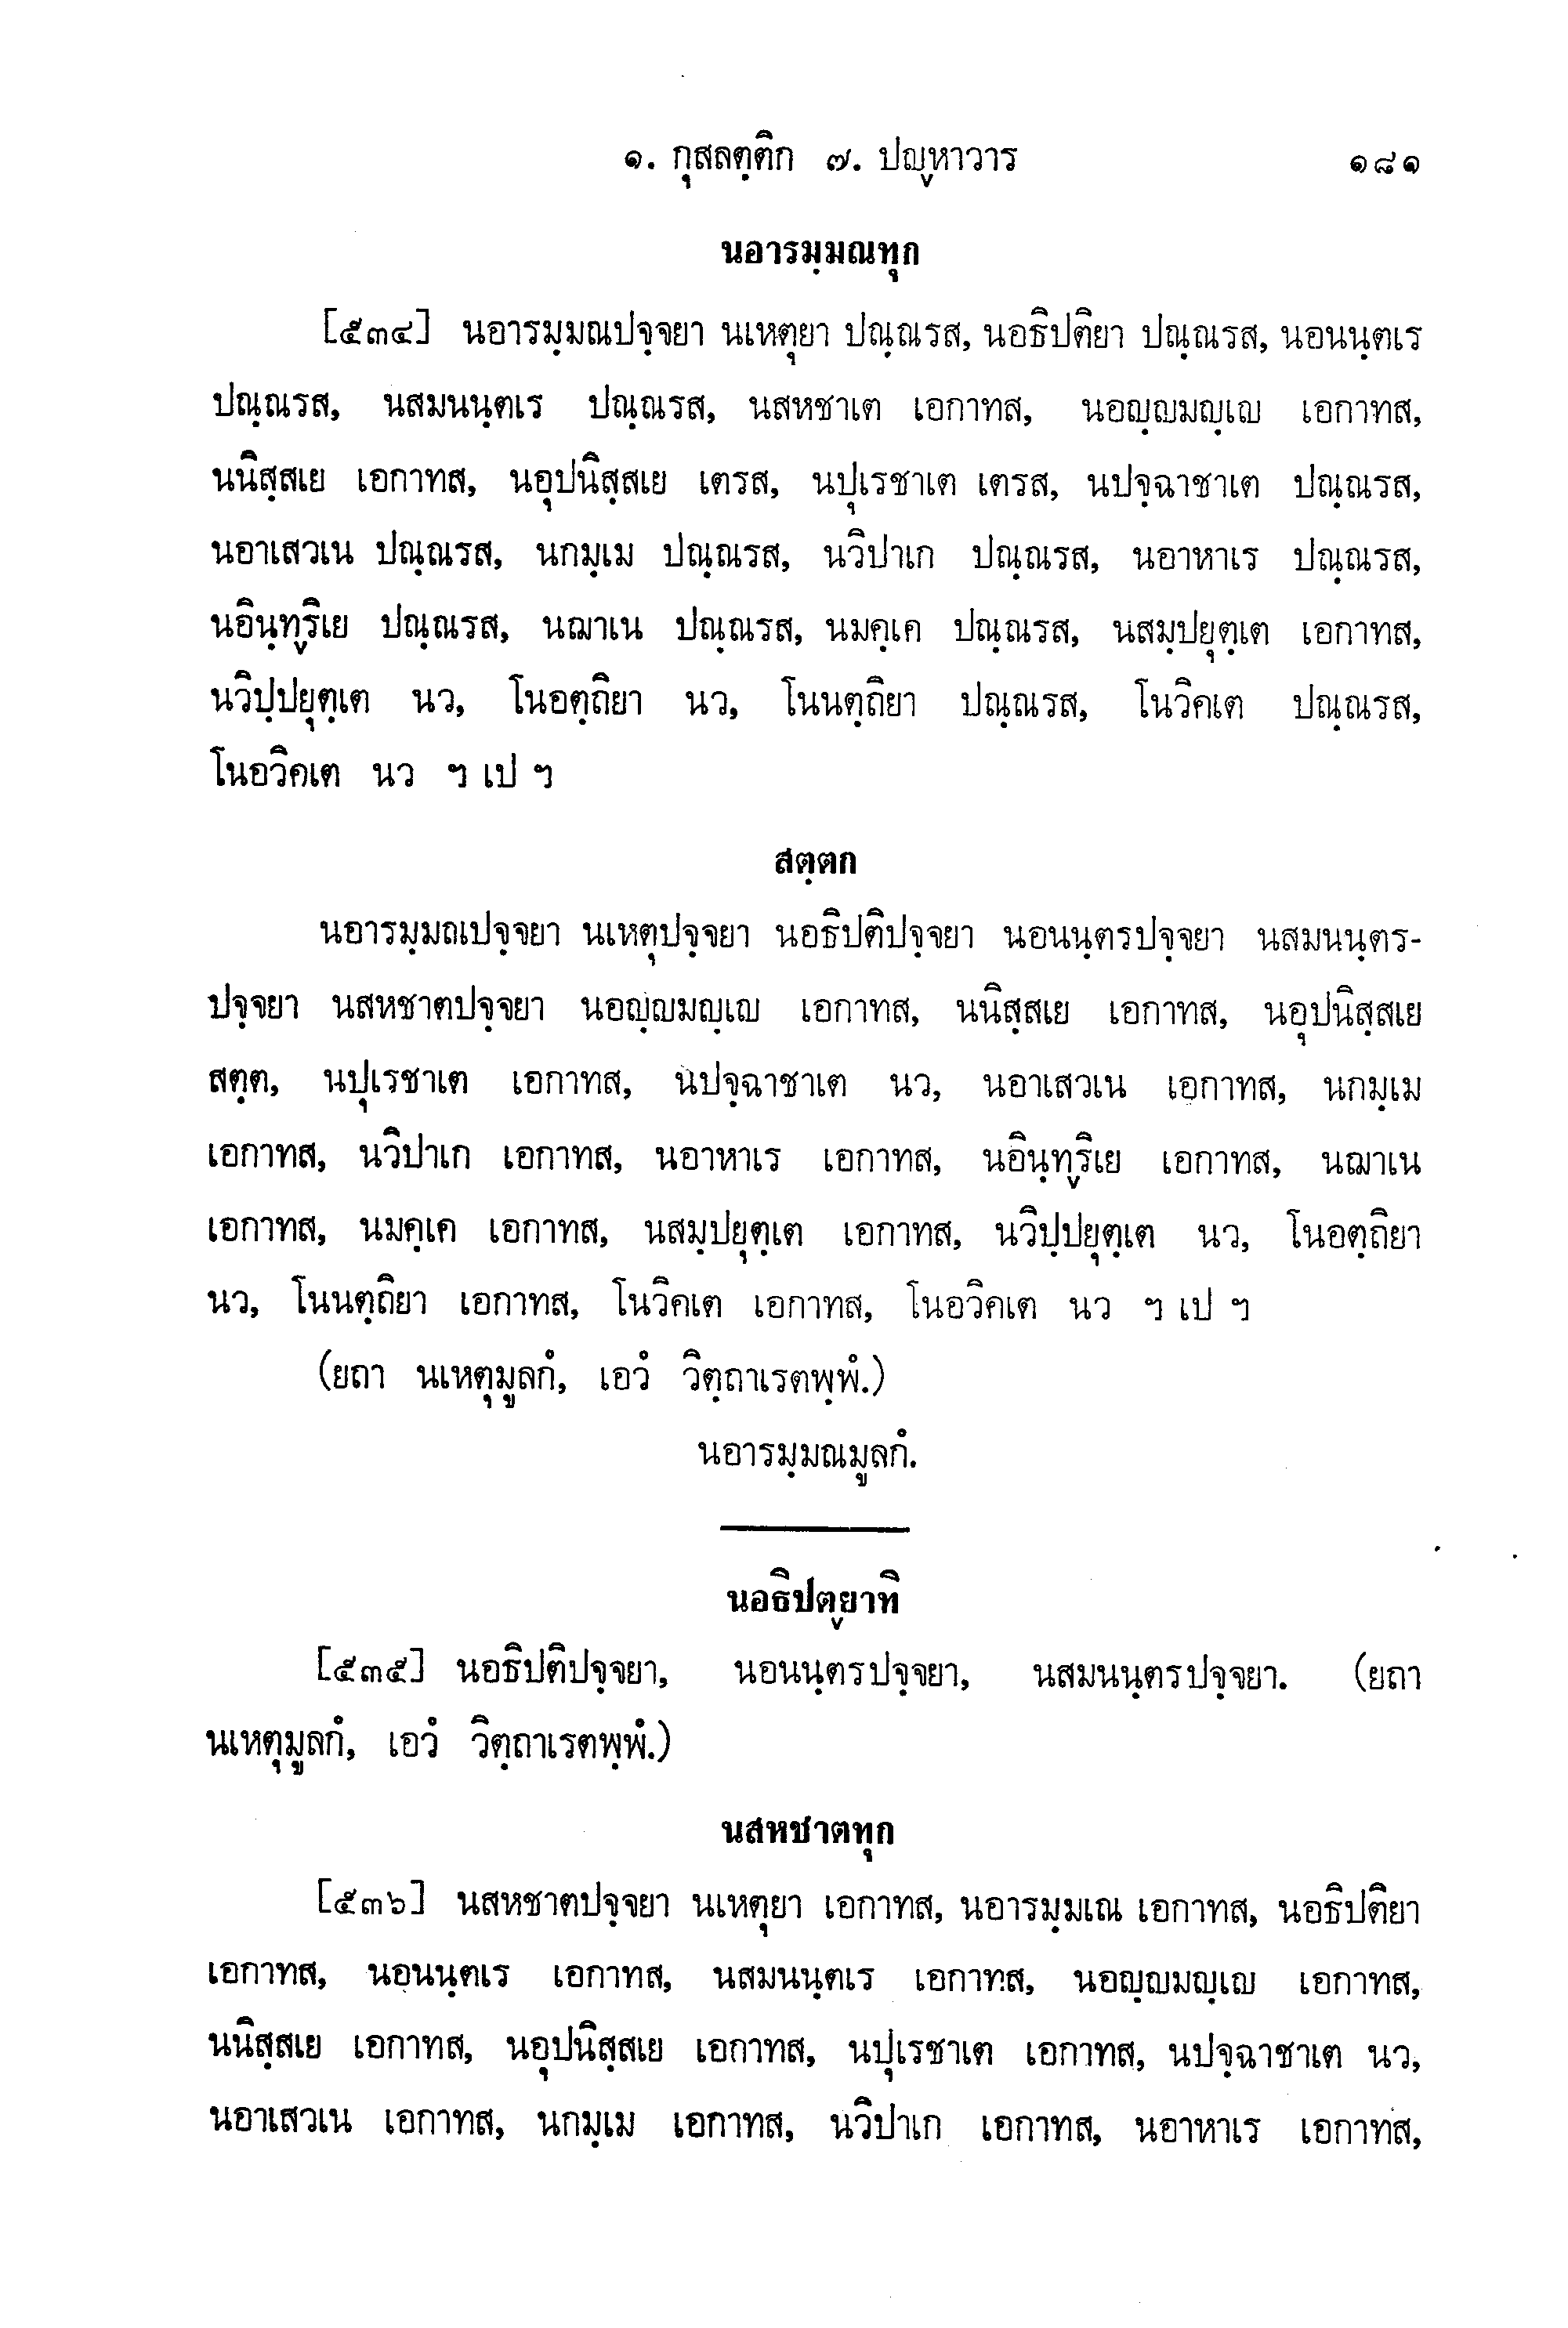 ๑. กุสลตฺติก ๗. ปญฺหาวาร ๑๘๑
นอารมฺมณทุก
[๕๓๔] นอารมฺมณปจฺจยา นเหตุยา ปณฺณรส, นอธิปติยา ปณฺณรส, นอนนฺตเร
ปณฺณรส, นสมนนฺตเร ปณฺณรส, นสหชาเต เอกาทส, นอญฺญมญฺเญ เอกาทส,
นนิสฺสเย เอกาทส, นอุปนิสฺสเย เตรส, นปุเรชาเต เตรส, นปจฺฉาชาเต ปณฺณรส,
นอาเสวเน ปณฺณรส, นกมฺเม ปณฺณรส, นวิปาเก ปณฺณรส, นอาหาเร ปณฺณรส,
นอินฺทฺริเย ปณฺณรส, นฌาเน ปณฺณรส, นมคฺเค ปณฺณรส, นสมฺปยุตฺเต เอกาทส,
นวิปฺปยุตฺเต นว, โนอตฺถิยา นว, โนนตฺถิยา ปณฺณรส, โนวิคเต ปณฺณรส,
โนอวิคเต นว ฯ เป ฯ
สตฺตก
นอารมฺมณปจฺจยา นเหตุปจฺจยา นอธิปติปจฺจยา นอนนฺตรปจฺจยา นสมนนฺตร-
ปจฺจยา นสหชาตปจฺจยา นอญฺญมญฺเญ เอกาทส, นนิสฺสเย เอกาทส, นอุปนิสฺสเย
สตฺต, นปุเรชาเต เอกาทส, นปจฺฉาชาเต นว, นอาเสวเน เอกาทส, นกมฺเม
เอกาทส, นวิปาเก เอกาทส, นอาหาเร เอกาทส, นอินฺทฺริเย เอกาทส, นฌาเน
เอกาทส, นมคฺเค เอกาทส, นสมฺปยุตฺเต เอกาทส, นวิปฺปยุตฺเต นว, โนอตฺถิยา
นว, โนนตฺถิยา เอกาทส, โนวิคเต เอกาทส, โนอวิคเต นว ฯ เป ฯ
(ยถา นเหตุมูลกํ, เอวํ วิตฺถาเรตพฺพํ.)
นอารมฺมณมูลกํ.
นอธิปตฺยาทิ
[๕๓๕] นอธิปติปจฺจยา, นอนนฺตรปจฺจยา, นสมนนฺตรปจฺจยา. (ยถา
นเหตุมูลกํ, เอวํ วิตฺถาเรตพฺพํ.)
นสหชาตทุก
[๕๓๖] นสหชาตปจฺจยา นเหตุยา เอกาทส, นอารมฺมเณ เอกาทส, นอธิปติยา
เอกาทส, นอนนฺตเร เอกาทส, นสมนนฺตเร เอกาทส, นอญฺญมญฺเญ เอกาทส,
นนิสฺสเย เอกาทส, นอุปนิสฺสเย เอกาทส, นปุเรชาเต เอกาทส, นปจฺฉาชาเต นว,
นอาเสวเน เอกาทส, นกมฺเม เอกาทส, นวิปาเก เอกาทส, นอาหาเร เอกาทส,